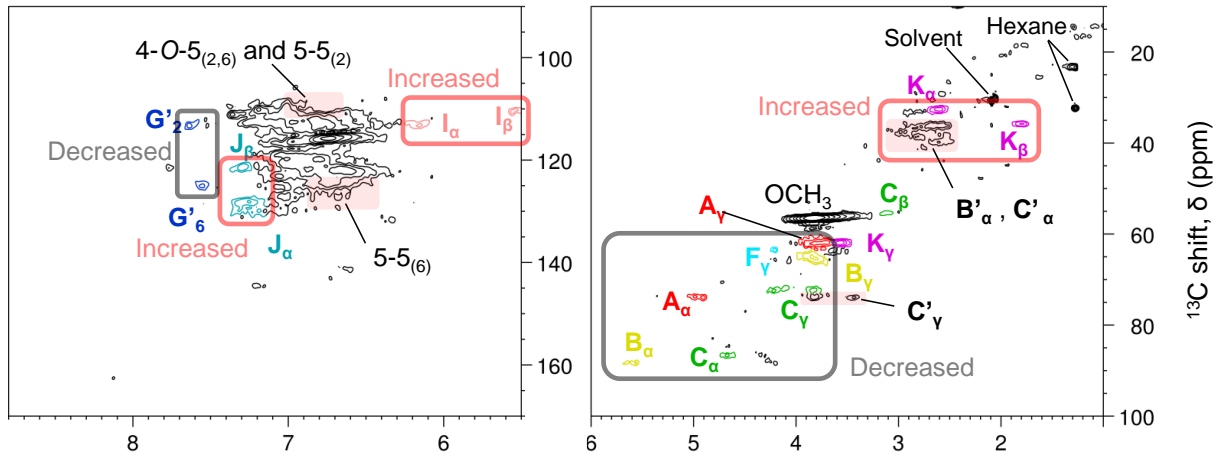 4-O-5(2,6) and 5-5(2)
Increased
G'2
Iα
Iβ
Decreased
Jβ
G'6
Increased
Jα
5-5(6)
100
120
140
160
8
7
6
Hexane
Solvent
Kα
Increased
Kβ
OCH3
Cβ
B'α , C'α
Aγ
Fγ
Kγ
Bγ
Aα
Cγ
C'γ
Bα
Cα
Decreased
20
40
60
80
100
13C shift, δ (ppm)
6
5
4
3
2